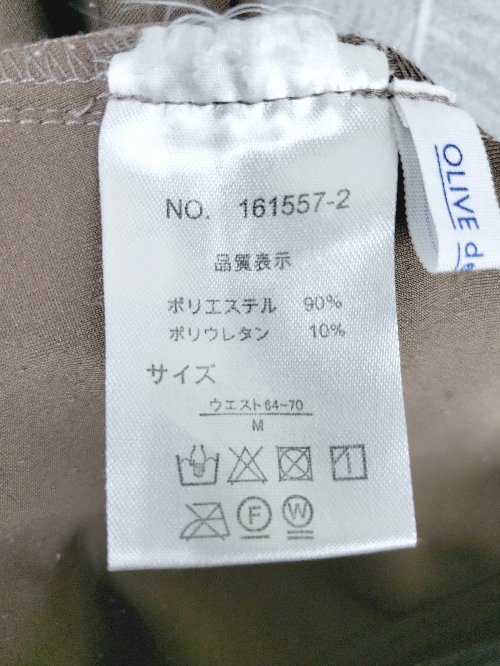 NO. 161557-2
品質表示
ポリエステル 90%
ポリウレタン 10%
サイズ
ウエスト64~70
M
F W
OLIVE